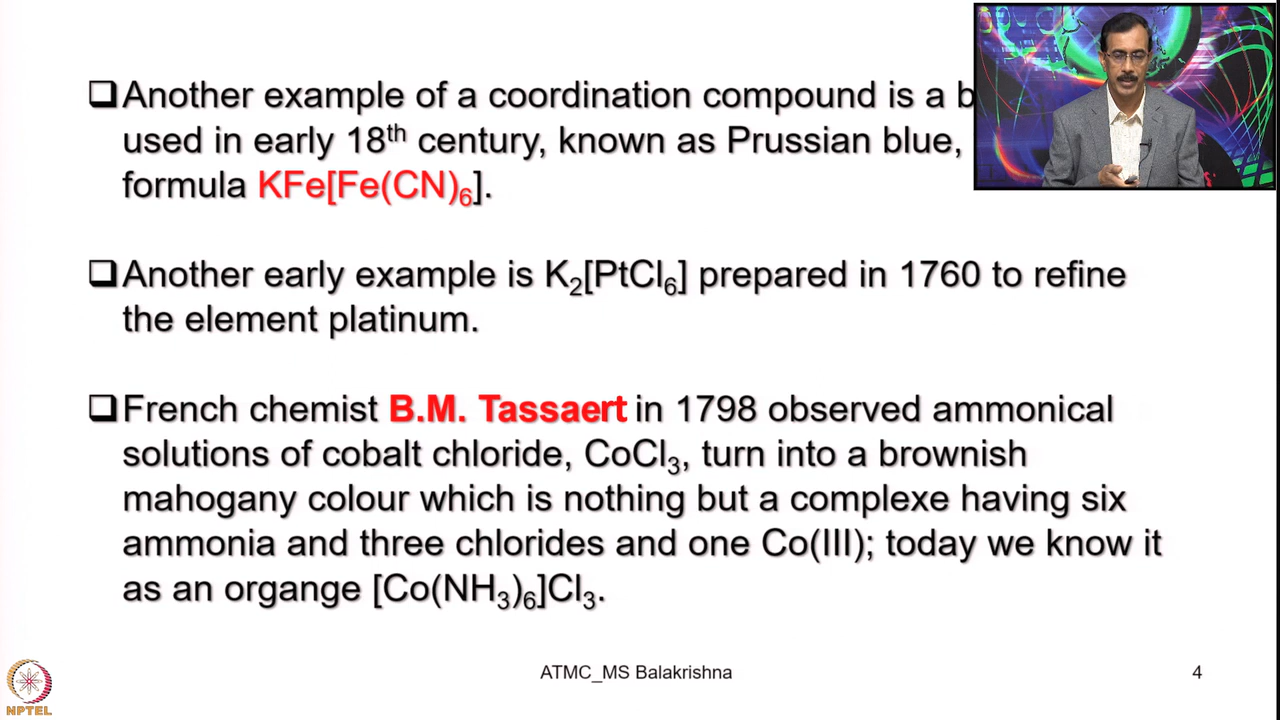 Another example of a coordination compound is a
used in early 18th century, known as Prussian blue,
formula KFe[Fe(CN)6].
Another early example is K2[PtCl6] prepared in 1760 to refine
the element platinum.
French chemist B.M. Tassaert in 1798 observed ammonical
solutions of cobalt chloride, CoCl3, turn into a brownish
mahogany colour which is nothing but a complexe having six
ammonia and three chlorides and one Co(III); today we know it
as an organge [Co(NH3)6]Cl3.
ATMC_MS Balakrishna
4
NPTEL